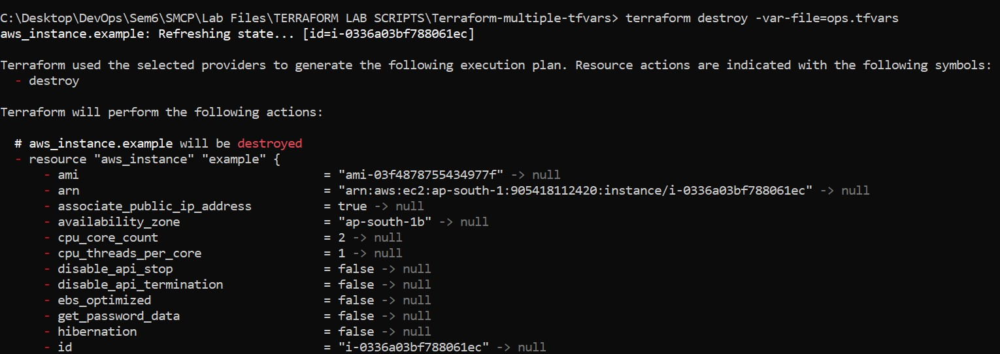 C:\Desktop\DevOps\Sem6\SMCP\Lab Files\TERRAFORM LAB SCRIPTS\Terraform-multiple-tfvars> terraform destroy -var-file=ops.tfvars
aws_instance.example: Refreshing state... [id=i-0336a03bf788061ec]
Terraform used the selected providers to generate the following execution plan. Resource actions are indicated with the following symbols:
- destroy
Terraform will perform the following actions:
# aws_instance.example will be destroyed
- resource "aws_instance" "example" {
- ami = "ami-03f4878755434977f" -> null
- arn = "arn:aws:ec2:ap-south-1:905418112420:instance/i-0336a03bf788061ec" -> null
- associate_public_ip_address = true -> null
- availability_zone = "ap-south-1b" -> null
- cpu_core_count = 2 -> null
- cpu_threads_per_core = 1 -> null
- disable_api_stop = false -> null
- disable_api_termination = false -> null
- ebs_optimized = false -> null
- get_password_data = false -> null
- hibernation = false -> null
- id = "i-0336a03bf788061ec" -> null